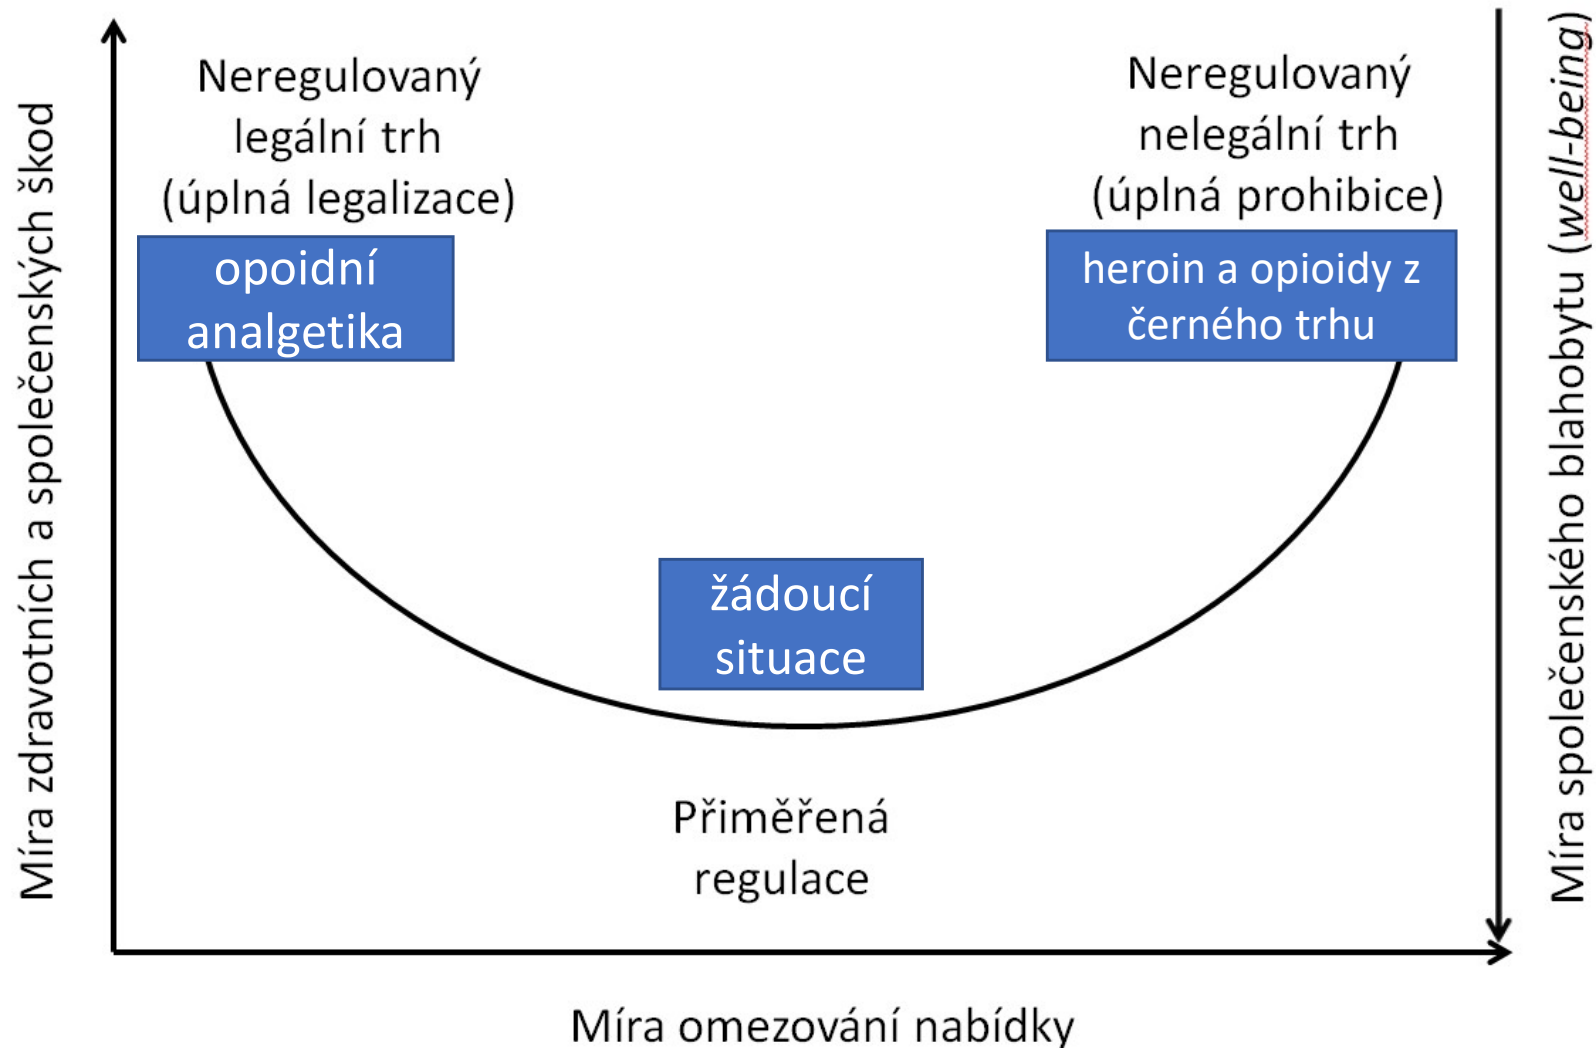 Neregulovaný
legální trh
(úplná legalizace)
Neregulovaný
nelegální trh
(úplná prohibice)
opoidní
analgetika
heroin a opioidy z
černého trhu
žádoucí
situace
Přiměřená
regulace
Míra omezování nabídky
Míra zdravotních a společenských škod
Míra společenského blahobytu (well-being)